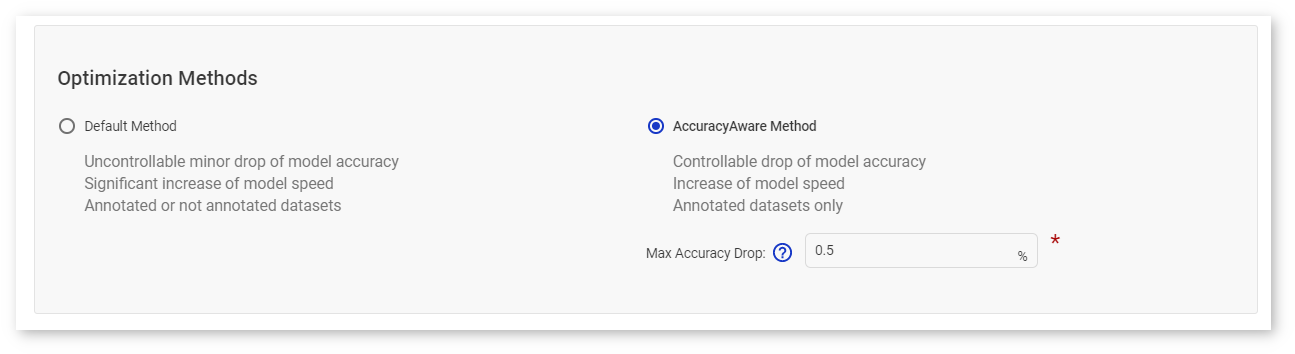 Optimization Methods
Default Method
Uncontrollable minor drop of model accuracy
Significant increase of model speed
Annotated or not annotated datasets
AccuracyAware Method
Controllable drop of model accuracy
Increase of model speed
Annotated datasets only
Max Accuracy Drop: ? 0.5 % *